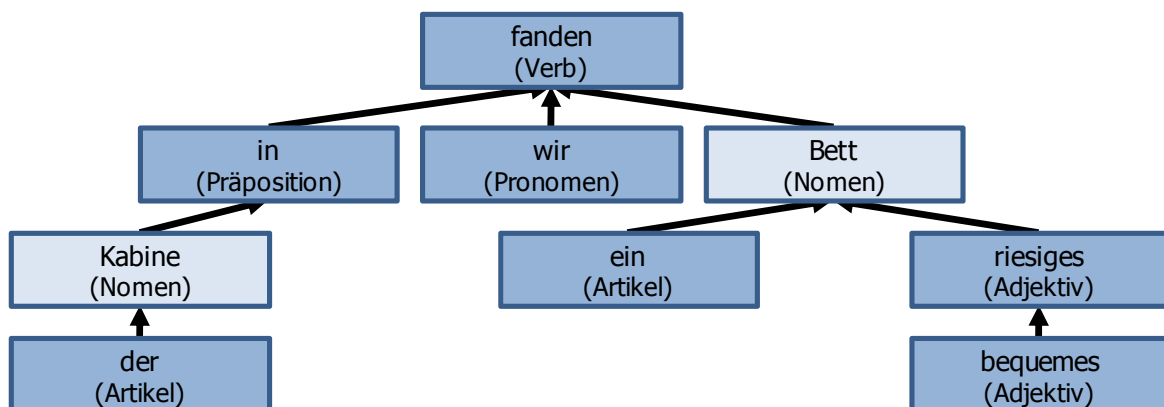 fanden
(Verb)
in
(Präposition)
wir
(Pronomen)
Bett
(Nomen)
Kabine
(Nomen)
ein
(Artikel)
riesiges
(Adjektiv)
der
(Artikel)
bequemes
(Adjektiv)